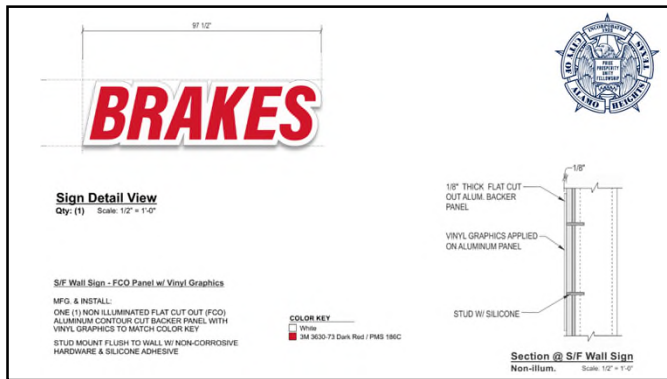 97 1/2"
BRAKES
Sign Detail View
Qty: (1) Scale: 1/2" = 1'-0"
S/F Wall Sign - FCO Panel w/ Vinyl Graphics
MFG. & INSTALL:
ONE (1) NON ILLUMINATED FLAT CUT OUT (FCO)
ALUMINUM CONTOUR CUT BACKER PANEL WITH
VINYL GRAPHICS TO MATCH COLOR KEY
STUD MOUNT FLUSH TO WALL W/ NON-CORROSIVE
HARDWARE & SILICONE ADHESIVE
COLOR KEY
White
3M 3630-73 Dark Red / PMS 186C
CITY OF ALAMO HEIGHTS TEXAS
INCORPORATED
1922
PRIDE
PROSPERITY
UNITY
FELLOWSHIP
1/8"
1/8" THICK FLAT CUT
OUT ALUM. BACKER
PANEL
VINYL GRAPHICS APPLIED
ON ALUMINUM PANEL
STUD W/ SILICONE
Section @ S/F Wall Sign
Non-illum. Scale: 1/2" = 1'-0"